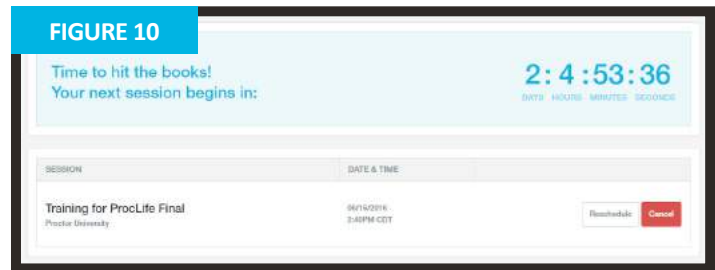 FIGURE 10
Time to hit the books!
Your next session begins in:
2:4:53:36
DAYS HOURS MINUTES SECONDS
SESSION DATE & TIME
Training for ProcLife Final
Proctor University
06/16/2016
2:40PM CDT
Reschedule Cancel